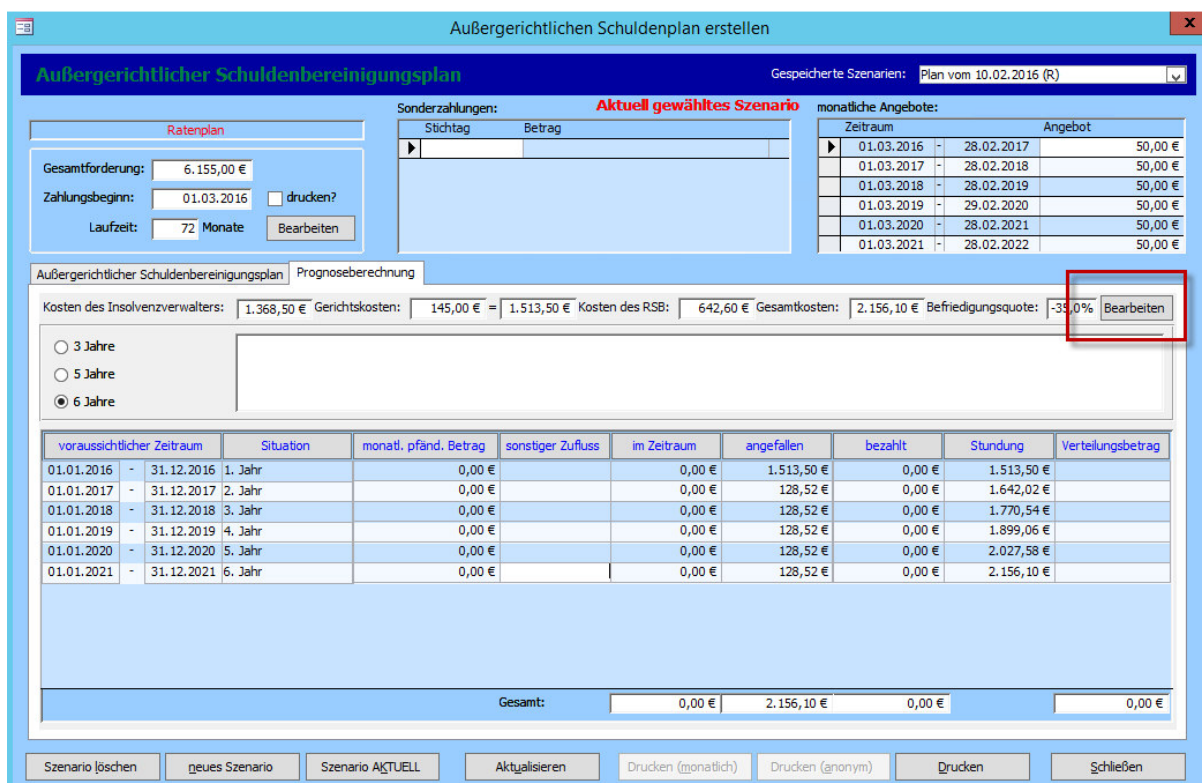 Außergerichtlichen Schuldenplan erstellen
x
Außergerichtlicher Schuldenbereinigungsplan
Gespeicherte Szenarien: Plan vom 10.02.2016 (R)
Ratenplan
Gesamtforderung: 6.155,00 €
Zahlungsbeginn: 01.03.2016 drucken?
Laufzeit: 72 Monate Bearbeiten
Sonderzahlungen: Aktuell gewähltes Szenario
Stichtag Betrag
monatliche Angebote:
Zeitraum Angebot
01.03.2016 - 28.02.2017 50,00 €
01.03.2017 - 28.02.2018 50,00 €
01.03.2018 - 28.02.2019 50,00 €
01.03.2019 - 29.02.2020 50,00 €
01.03.2020 - 28.02.2021 50,00 €
01.03.2021 - 28.02.2022 50,00 €
Außergerichtlicher Schuldenbereinigungsplan Prognoseberechnung
Kosten des Insolvenzverwalters: 1.368,50 € Gerichtskosten: 145,00 € = 1.513,50 € Kosten des RSB: 642,60 € Gesamtkosten: 2.156,10 € Befriedigungsquote: -35,0% Bearbeiten
3 Jahre
5 Jahre
6 Jahre
voraussichtlicher Zeitraum Situation monatl. pfänd. Betrag sonstiger Zufluss im Zeitraum angefallen bezahlt Stundung Verteilungsbetrag
01.01.2016 - 31.12.2016 1. Jahr 0,00 € 0,00 € 1.513,50 € 0,00 € 1.513,50 €
01.01.2017 - 31.12.2017 2. Jahr 0,00 € 0,00 € 128,52 € 0,00 € 1.642,02 €
01.01.2018 - 31.12.2018 3. Jahr 0,00 € 0,00 € 128,52 € 0,00 € 1.770,54 €
01.01.2019 - 31.12.2019 4. Jahr 0,00 € 0,00 € 128,52 € 0,00 € 1.899,06 €
01.01.2020 - 31.12.2020 5. Jahr 0,00 € 0,00 € 128,52 € 0,00 € 2.027,58 €
01.01.2021 - 31.12.2021 6. Jahr 0,00 € 0,00 € 128,52 € 0,00 € 2.156,10 €
Gesamt: 0,00 € 2.156,10 € 0,00 € 0,00 €
Szenario löschen neues Szenario Szenario AKTUELL Aktualisieren Drucken (monatlich) Drucken (anonym) Drucken Schließen